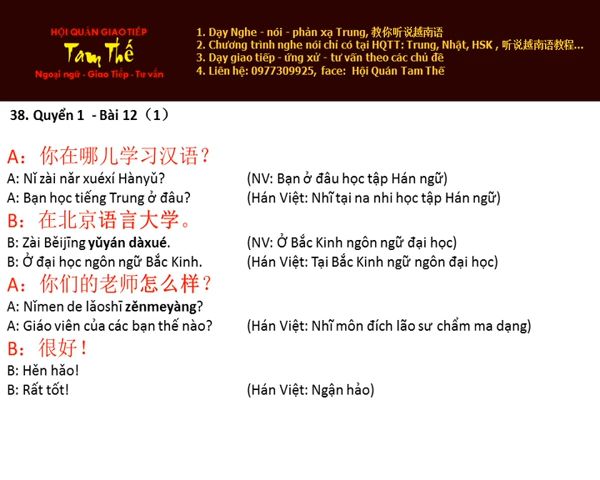 HỘI QUÁN GIAO TIẾP
Tam Thế
Ngoại ngữ - Giao Tiếp - Tư vấn
1. Dạy Nghe - nói - phản xạ Trung, 教你听说越南语
2. Chương trình nghe nói chỉ có tại HQTT: Trung, Nhật, HSK , 听说越南语教程...
3. Dạy giao tiếp - ứng xử - tư vấn theo các chủ đề
4. Liên hệ: 0977309925, face: Hội Quán Tam Thế
38. Quyển 1 - Bài 12（1）
A：你在哪儿学习汉语？
A: Nǐ zài nǎr xuéxí Hànyǔ? (NV: Bạn ở đâu học tập Hán ngữ)
A: Bạn học tiếng Trung ở đâu? (Hán Việt: Nhĩ tại na nhi học tập Hán ngữ)
B：在北京语言大学。
B: Zài Běijīng yǔyán dàxué. (NV: Ở Bắc Kinh ngôn ngữ đại học)
B: Ở đại học ngôn ngữ Bắc Kinh. (Hán Việt: Tại Bắc Kinh ngữ ngôn đại học)
A：你们的老师怎么样？
A: Nǐmen de lǎoshī zěnmeyàng?
A: Giáo viên của các bạn thế nào? (Hán Việt: Nhĩ môn đích lão sư chẩm ma dạng)
B：很好！
B: Hěn hǎo!
B: Rất tốt! (Hán Việt: Ngận hảo)